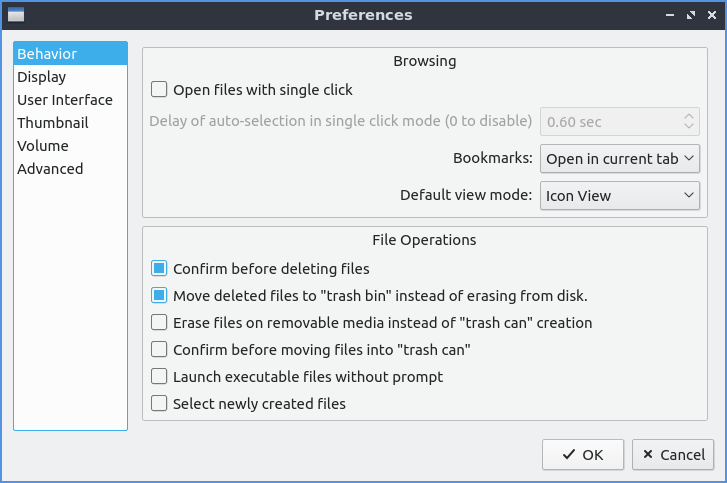 Preferences
Behavior
Display
User Interface
Thumbnail
Volume
Advanced
Browsing
Open files with single click
Delay of auto-selection in single click mode (0 to disable) 0.60 sec
Bookmarks: Open in current tab
Default view mode: Icon View
File Operations
Confirm before deleting files
Move deleted files to "trash bin" instead of erasing from disk.
Erase files on removable media instead of "trash can" creation
Confirm before moving files into "trash can"
Launch executable files without prompt
Select newly created files
OK Cancel